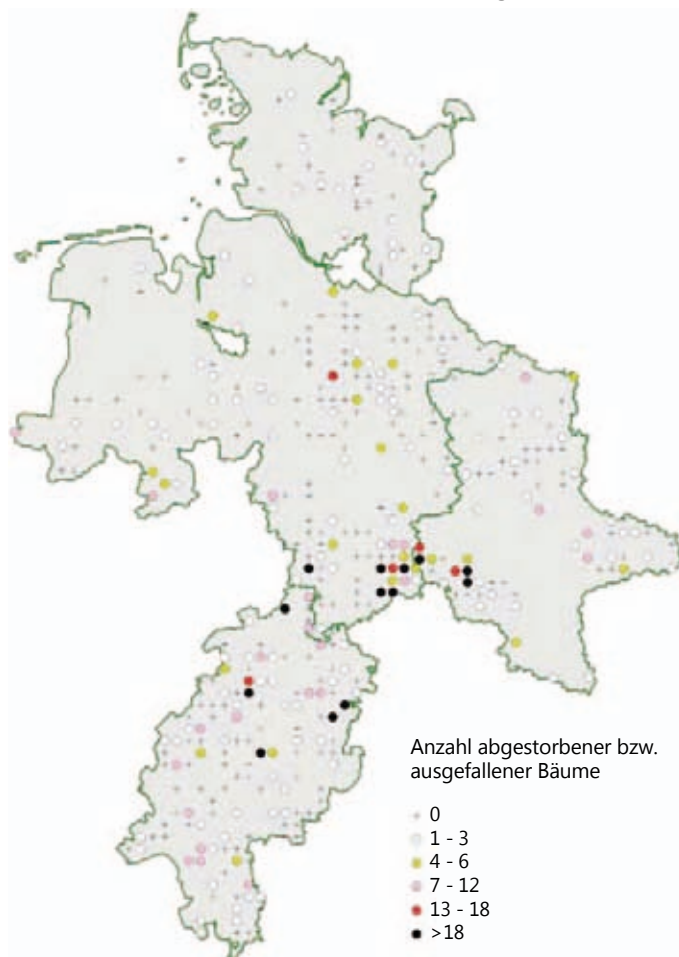 Anzahl abgestorbener bzw.
ausgefallener Bäume
0
1 - 3
4 - 6
7 - 12
13 - 18
>18